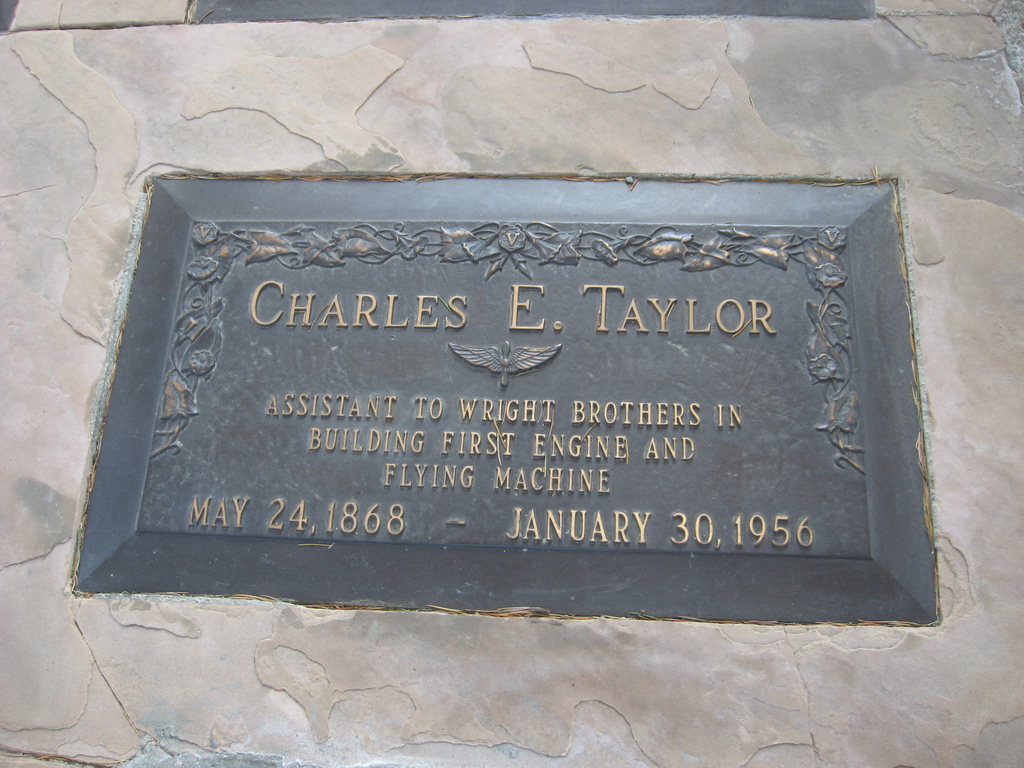 CHARLES E. TAYLOR
ASSISTANT TO WRIGHT BROTHERS IN
BUILDING FIRST ENGINE AND
FLYING MACHINE
MAY 24, 1868 - JANUARY 30, 1956